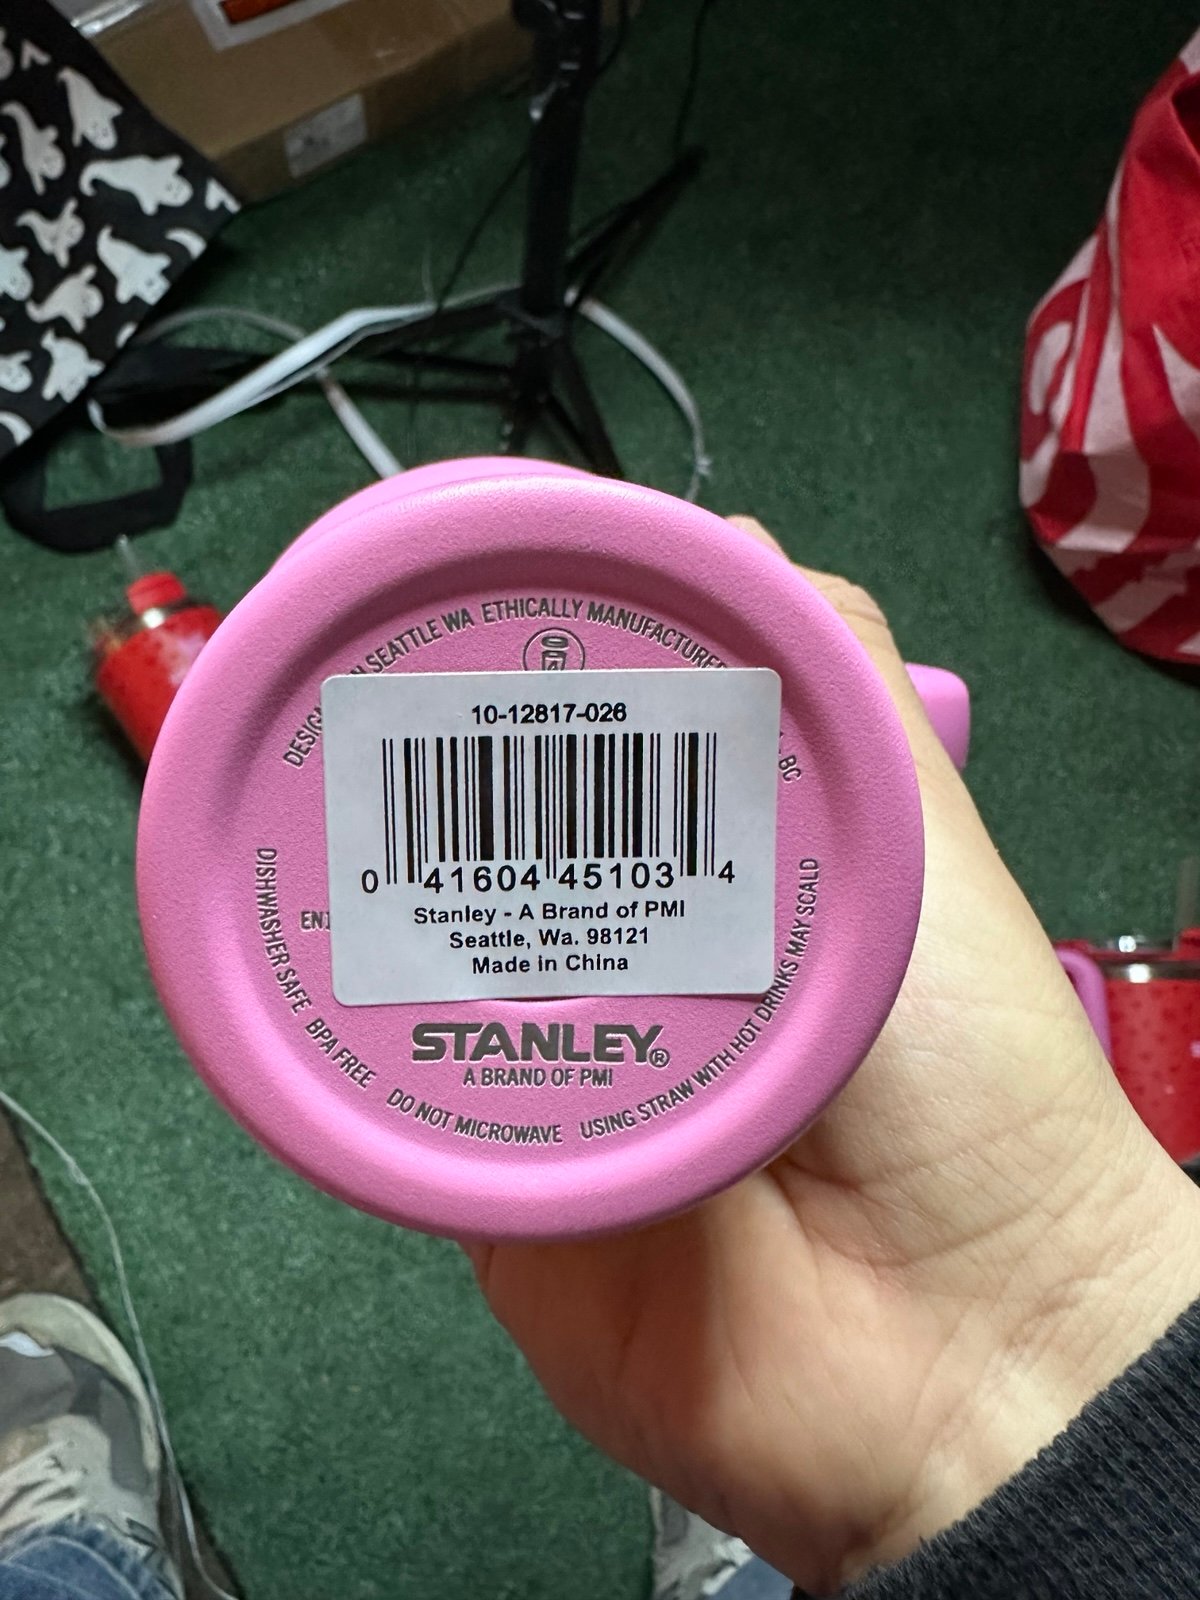 SEATTLE WA ETHICALLY MANUFACTURED
BC
10-12817-026
0 41604 45103 4
Stanley - A Brand of PMI
Seattle, Wa. 98121
Made in China
STANLEY®
A BRAND OF PMI
DISHWASHER SAFE BPA FREE DO NOT MICROWAVE USING STRAW WITH HOT DRINKS MAY SCALD